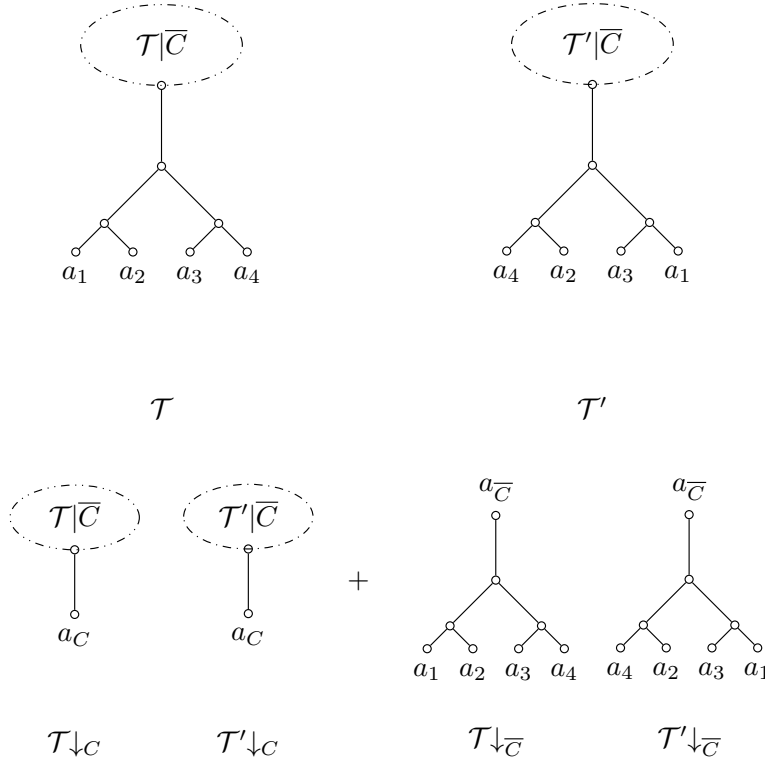 𝒯|C̅ 𝒯′|C̅
a₁ a₂ a₃ a₄ a₄ a₂ a₃ a₁
𝒯 𝒯′
a_C̅ a_C̅
𝒯|C̅ 𝒯′|C̅
+
a_C a_C
a₁ a₂ a₃ a₄ a₄ a₂ a₃ a₁
𝒯↓_C 𝒯′↓_C 𝒯↓_C̅ 𝒯′↓_C̅